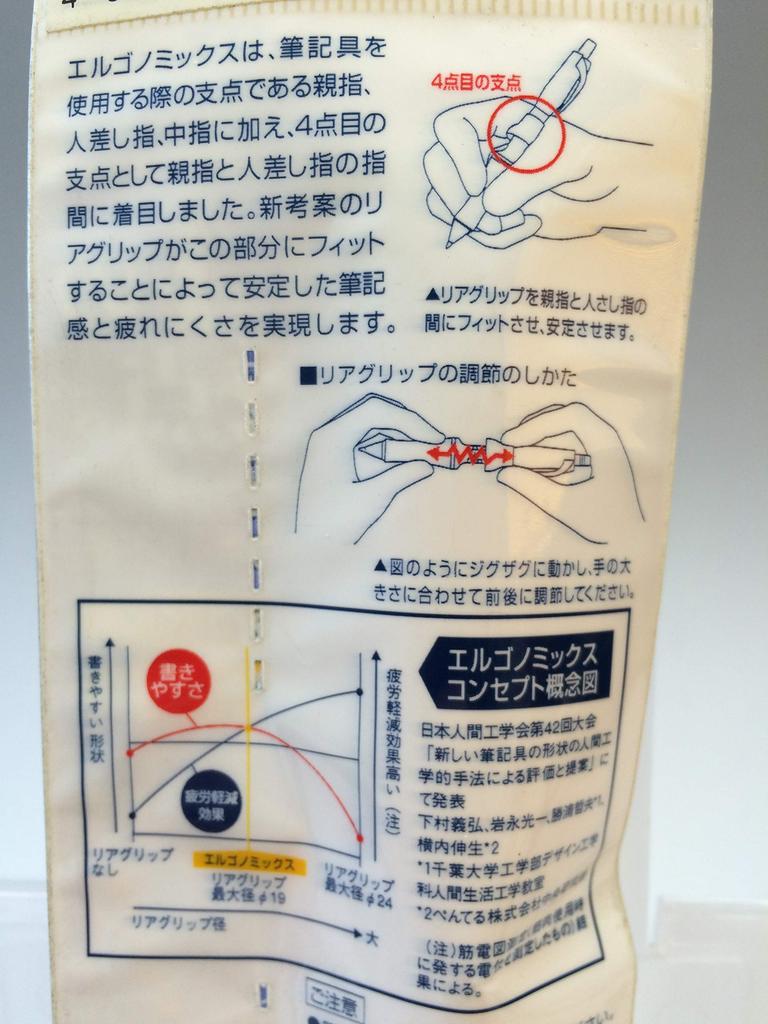 エルゴノミックスは、筆記具を
使用する際の支点である親指、
人差し指、中指に加え、4点目の
支点として親指と人差し指の指
間に着目しました。新考案のリ
アグリップがこの部分にフィット
することによって安定した筆記
感と疲れにくさを実現します。
4点目の支点
▲リアグリップを親指と人さし指の
間にフィットさせ、安定させます。
■リアグリップの調節のしかた
▲図のようにジグザグに動かし、手の大
きさに合わせて前後に調節してください。
エルゴノミックス
コンセプト概念図
書きやすい形状
書き
やすさ
疲労軽減
効果
疲労軽減効果高い(注)
リアグリップ
なし
エルゴノミックス
リアグリップ
最大径φ19
リアグリップ
最大径φ24
リアグリップ径
大
日本人間工学会第42回大会
「新しい筆記具の形状の人間工
学的手法による評価と提案」に
て発表
下村義弘、岩永光一、勝浦哲夫*1、
横内伸生*2
*1千葉大学工学部デザイン工学
科人間生活工学教室
*2ぺんてる株式会社
(注)筋電図
に発する電 測定したもの)結
果による。
ご注意